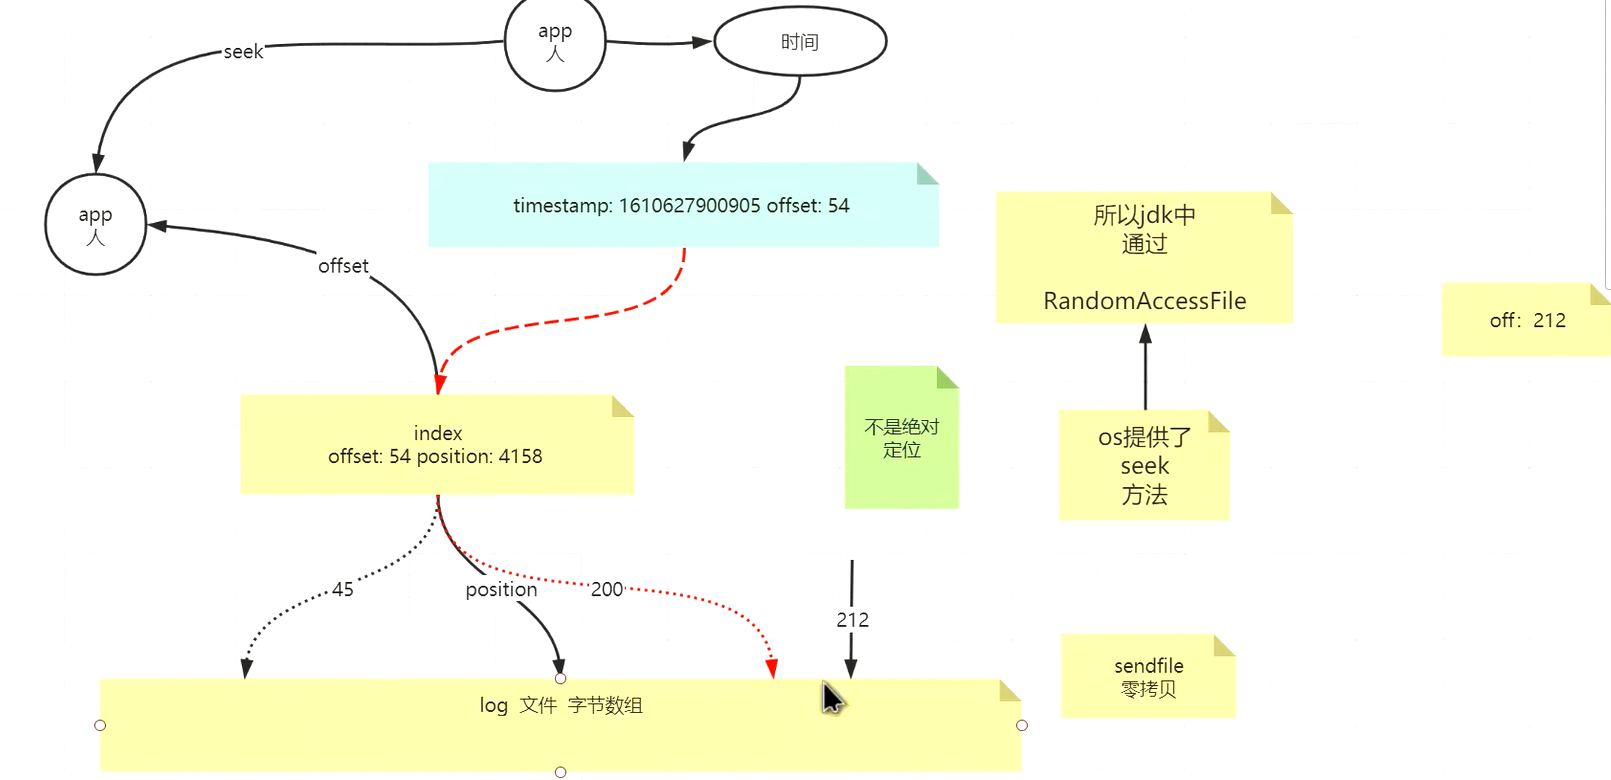 app
人
时间
seek
app
人
offset
timestamp: 1610627900905 offset: 54
所以jdk中
通过
RandomAccessFile
off：212
index
offset: 54 position: 4158
不是绝对
定位
os提供了
seek
方法
45
position
200
212
sendfile
零拷贝
log 文件 字节数组